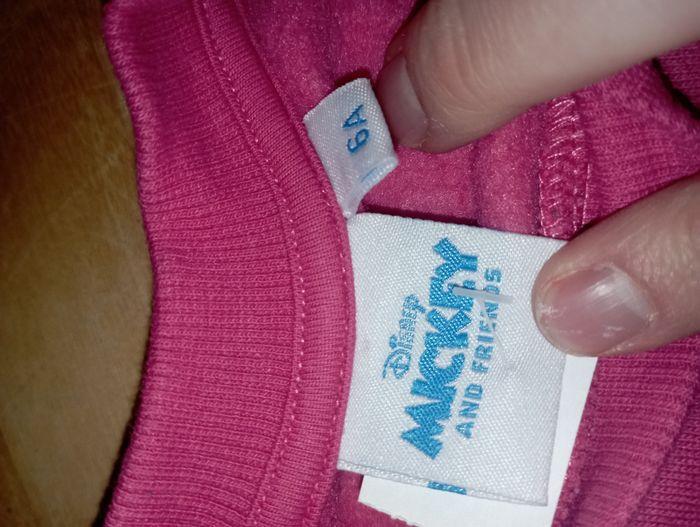 6A
Disney
MICKEY
AND FRIENDS